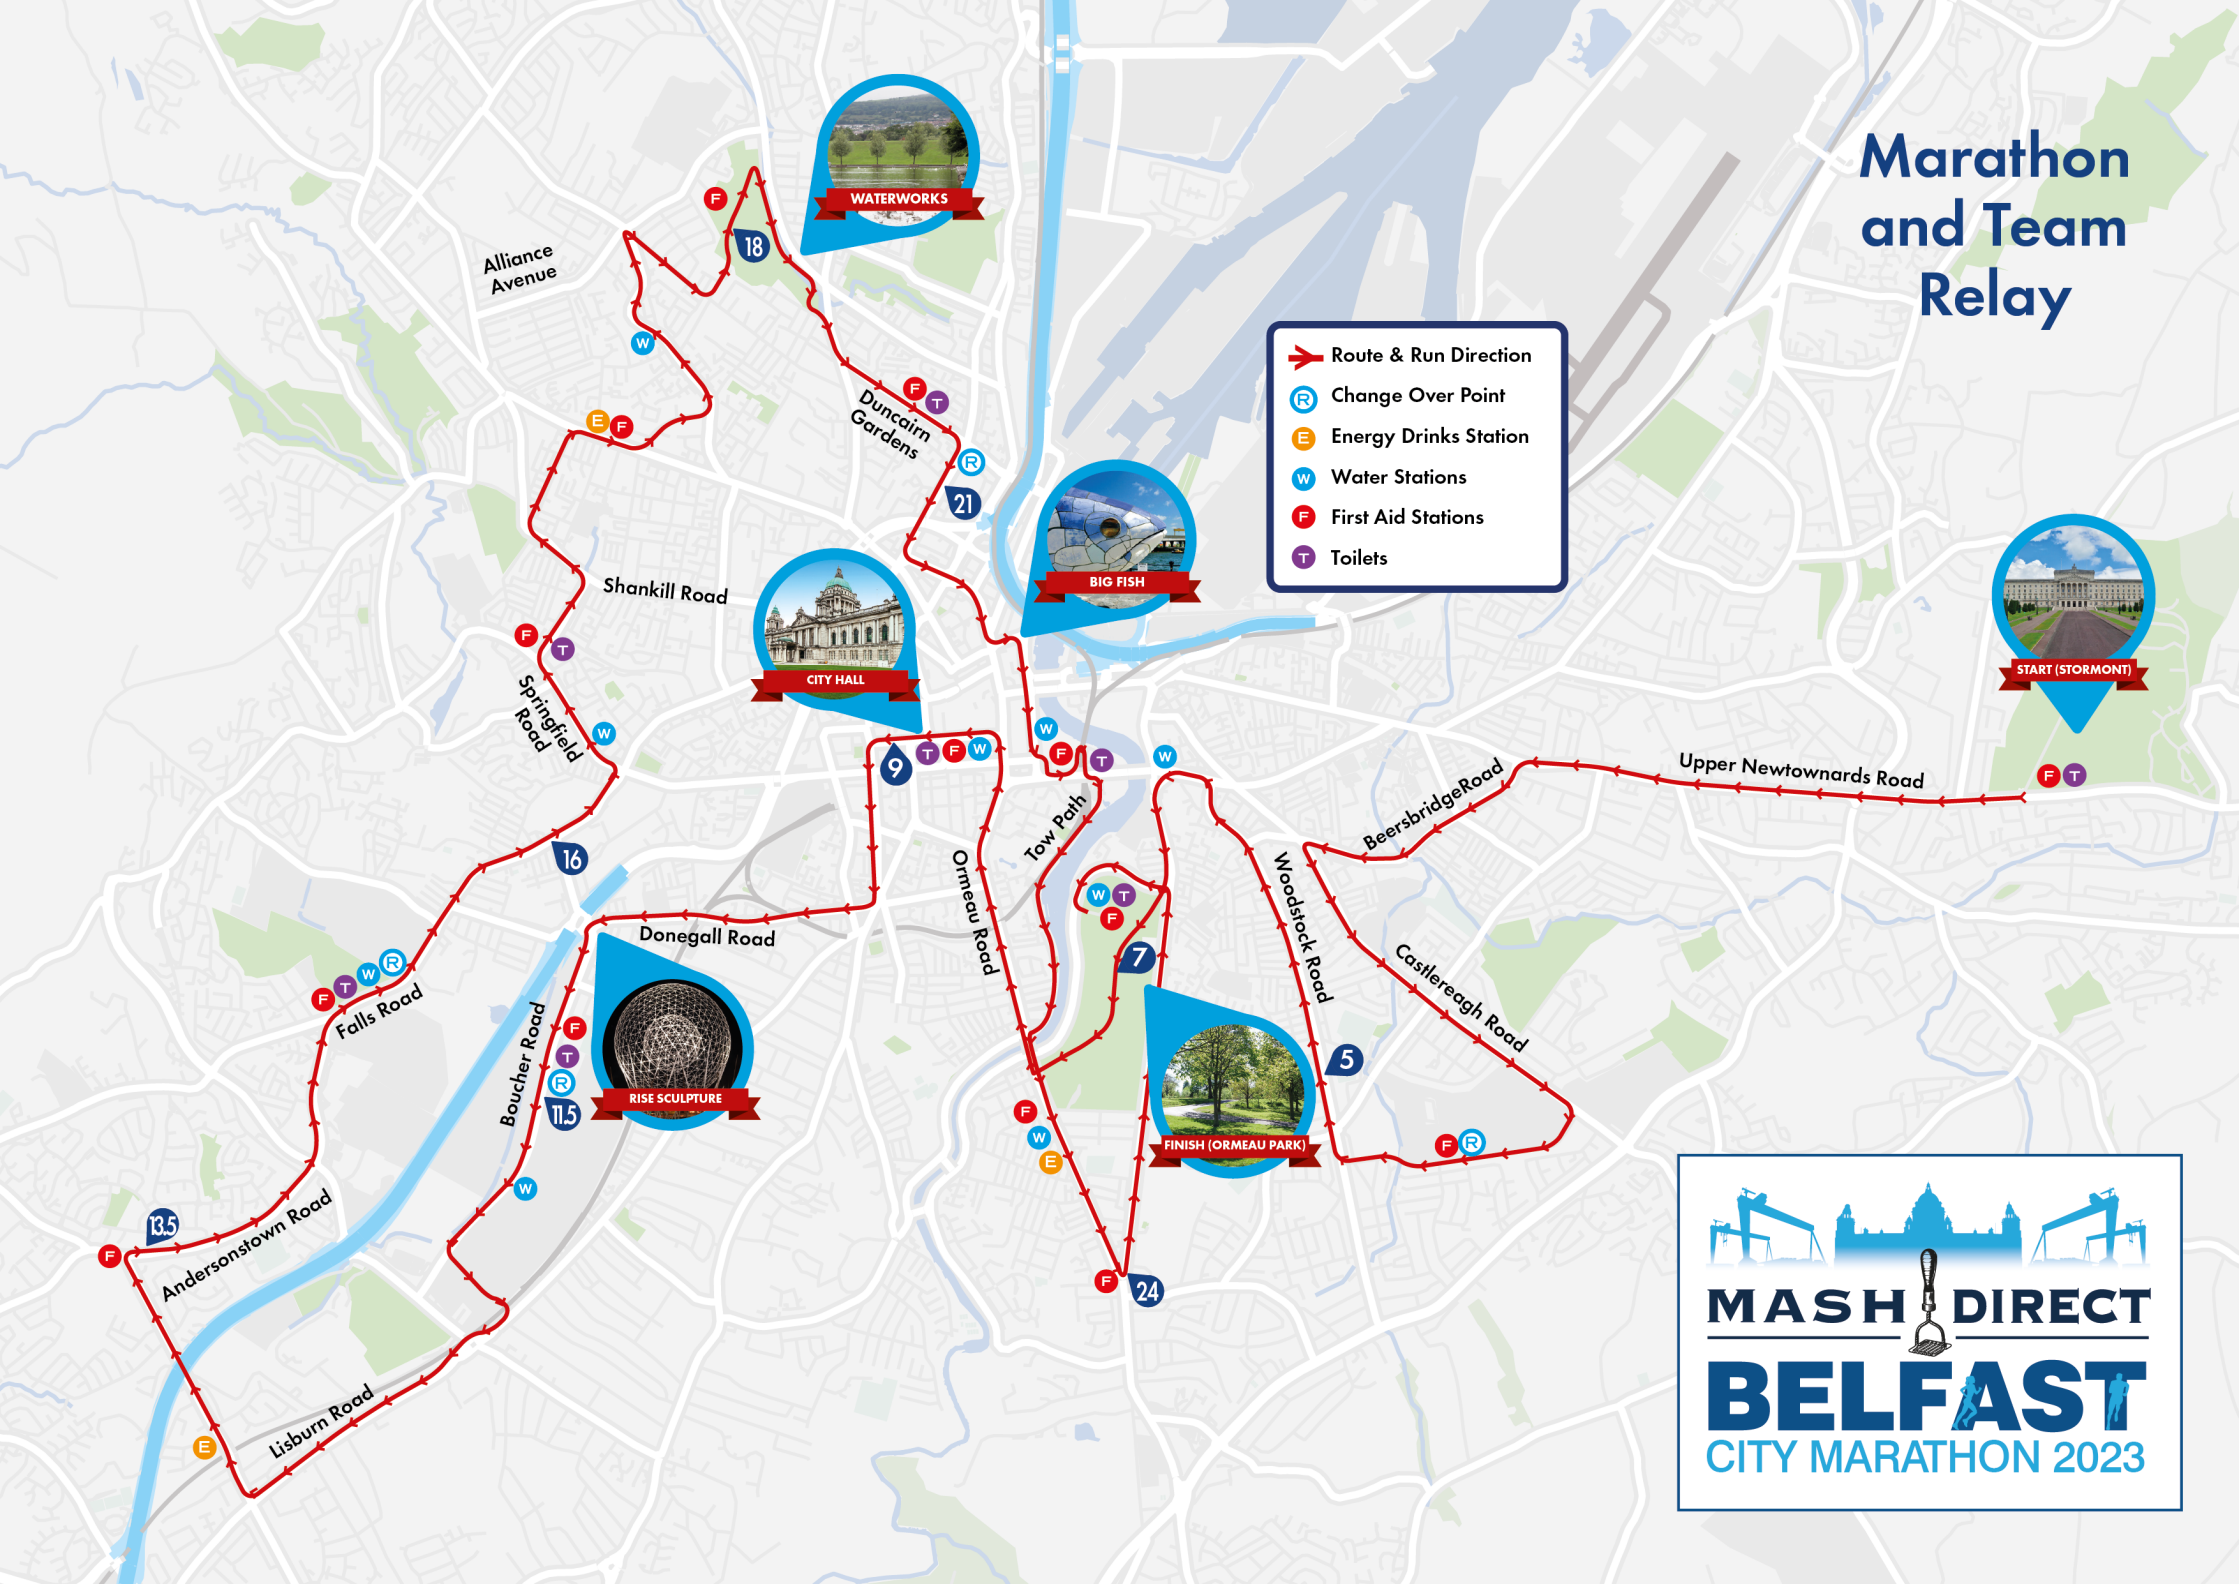 Marathon
and Team
Relay
WATERWORKS
F
18
Alliance
Avenue
W
Route & Run Direction
R Change Over Point
E Energy Drinks Station
W Water Stations
F First Aid Stations
T Toilets
F T
Duncairn
Gardens
E F
R
21
BIG FISH
Shankill Road
CITY HALL
START (STORMONT)
F T
Springfield
Road
W
W
F
T
W
9
T F W
Upper Newtownards Road
F T
BeersbridgeRoad
Tow Path
16
Ormeau Road
Woodstock Road
W T
F
Donegall Road
7
Castlereagh Road
F T W R
Falls Road
Boucher Road
F
T
R
11.5
RISE SCULPTURE
5
F
W
E
FINISH (ORMEAU PARK)
F R
W
13.5
F
Andersonstown Road
F
24
Lisburn Road
E
MASH DIRECT
BELFAST
CITY MARATHON 2023